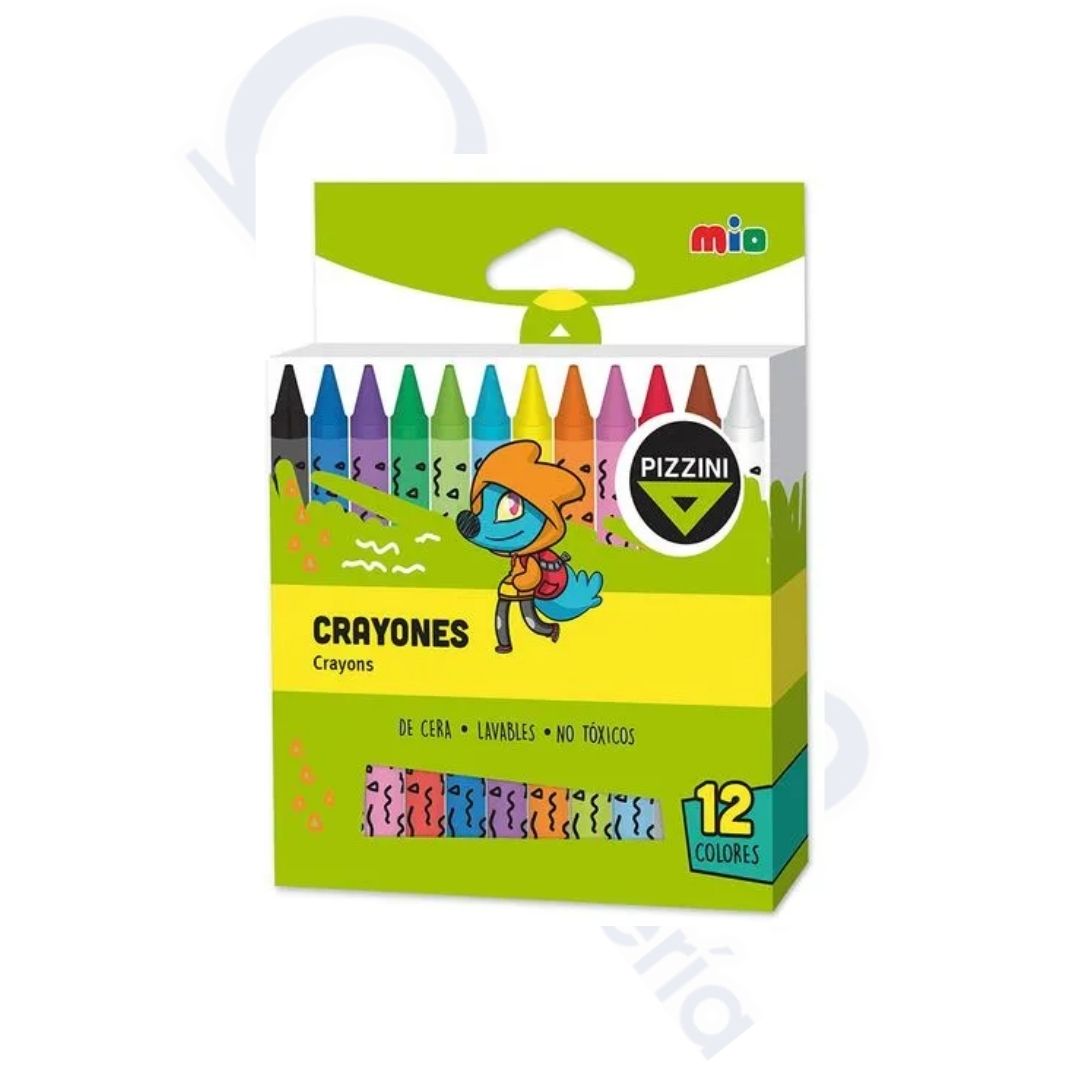 mio
PIZZINI
CRAYONES
Crayons
DE CERA • LAVABLES • NO TÓXICOS
12
COLORES